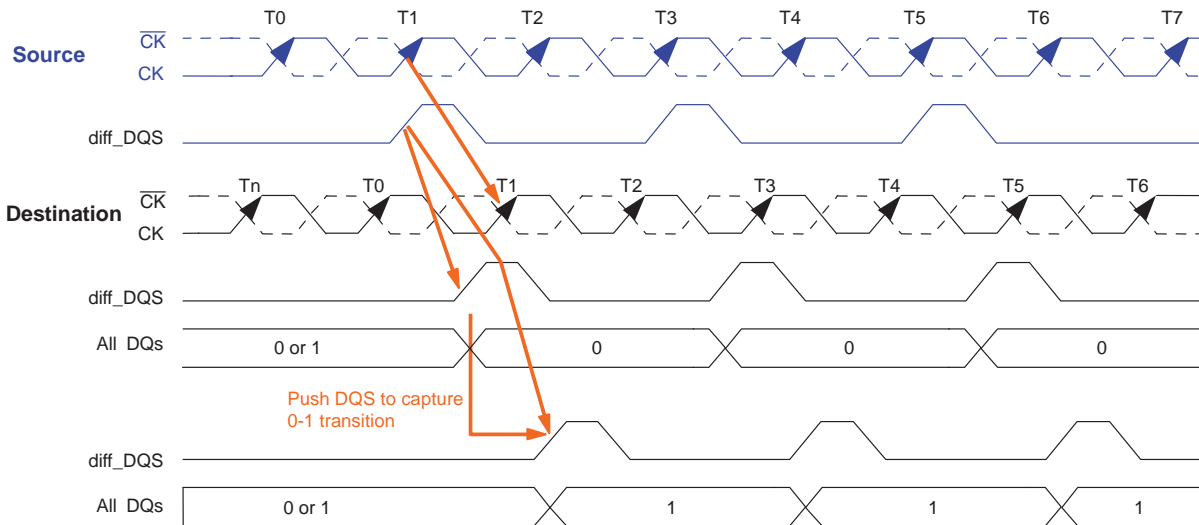 T0 T1 T2 T3 T4 T5 T6 T7
Source
CK
CK
diff_DQS
Tn T0 T1 T2 T3 T4 T5 T6
Destination
CK
CK
diff_DQS
All DQs
0 or 1 0 0 0
Push DQS to capture
0-1 transition
diff_DQS
All DQs
0 or 1 1 1 1